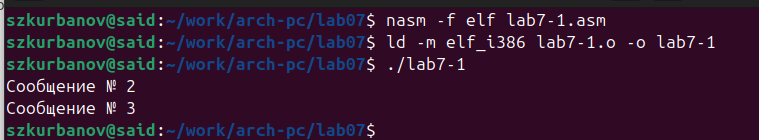 szkurbanov@said:~/work/arch-pc/lab07$ nasm -f elf lab7-1.asm
szkurbanov@said:~/work/arch-pc/lab07$ ld -m elf_i386 lab7-1.o -o lab7-1
szkurbanov@said:~/work/arch-pc/lab07$ ./lab7-1
Сообщение № 2
Сообщение № 3
szkurbanov@said:~/work/arch-pc/lab07$